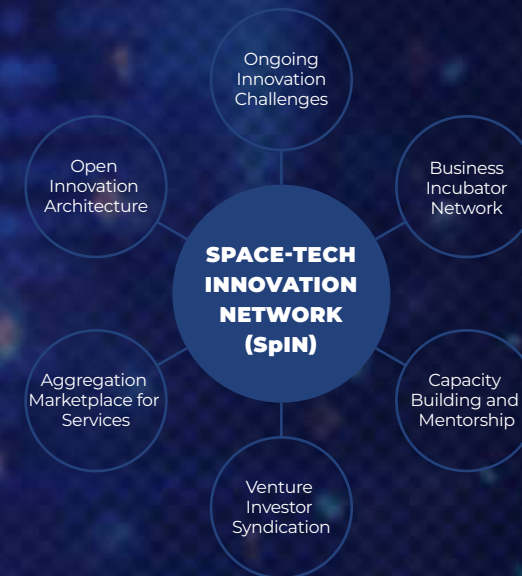 Ongoing
Innovation
Challenges
Open
Innovation
Architecture
Business
Incubator
Network
SPACE-TECH
INNOVATION
NETWORK
(SpIN)
Aggregation
Marketplace for
Services
Capacity
Building and
Mentorship
Venture
Investor
Syndication